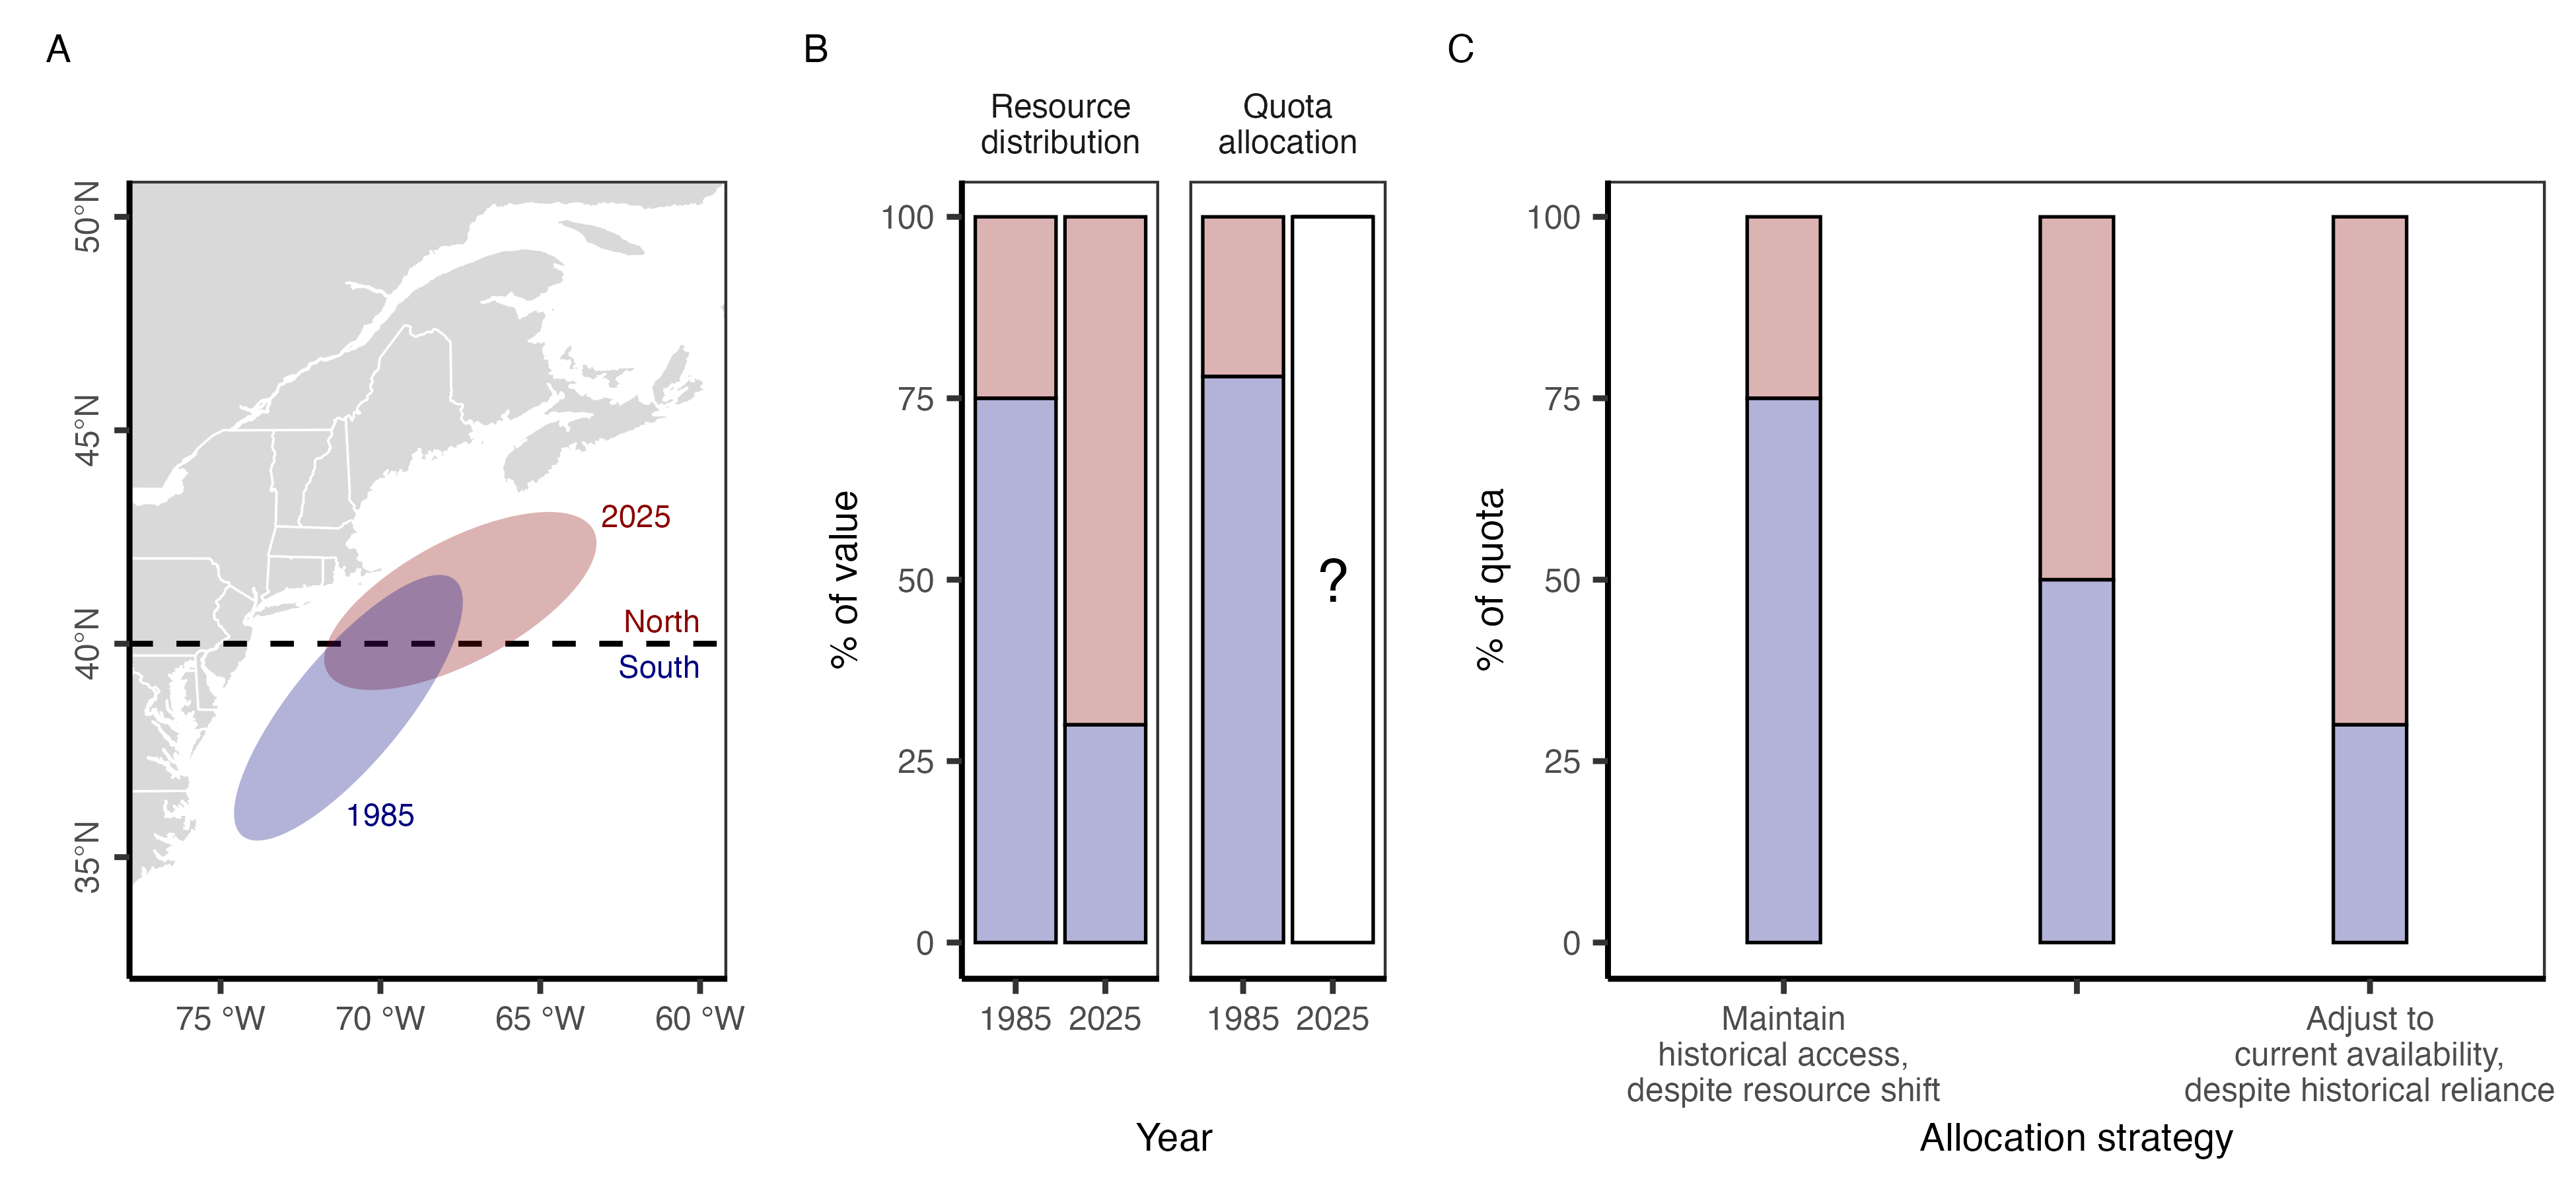 A
50°N
45°N
40°N
35°N
75 °W
70 °W
65 °W
60 °W
2025
North
South
1985
B
Resource
distribution
Quota
allocation
% of value
100
75
50
25
0
?
1985
2025
1985
2025
Year
C
% of quota
100
75
50
25
0
Maintain
historical access,
despite resource shift
Adjust to
current availability,
despite historical reliance
Allocation strategy